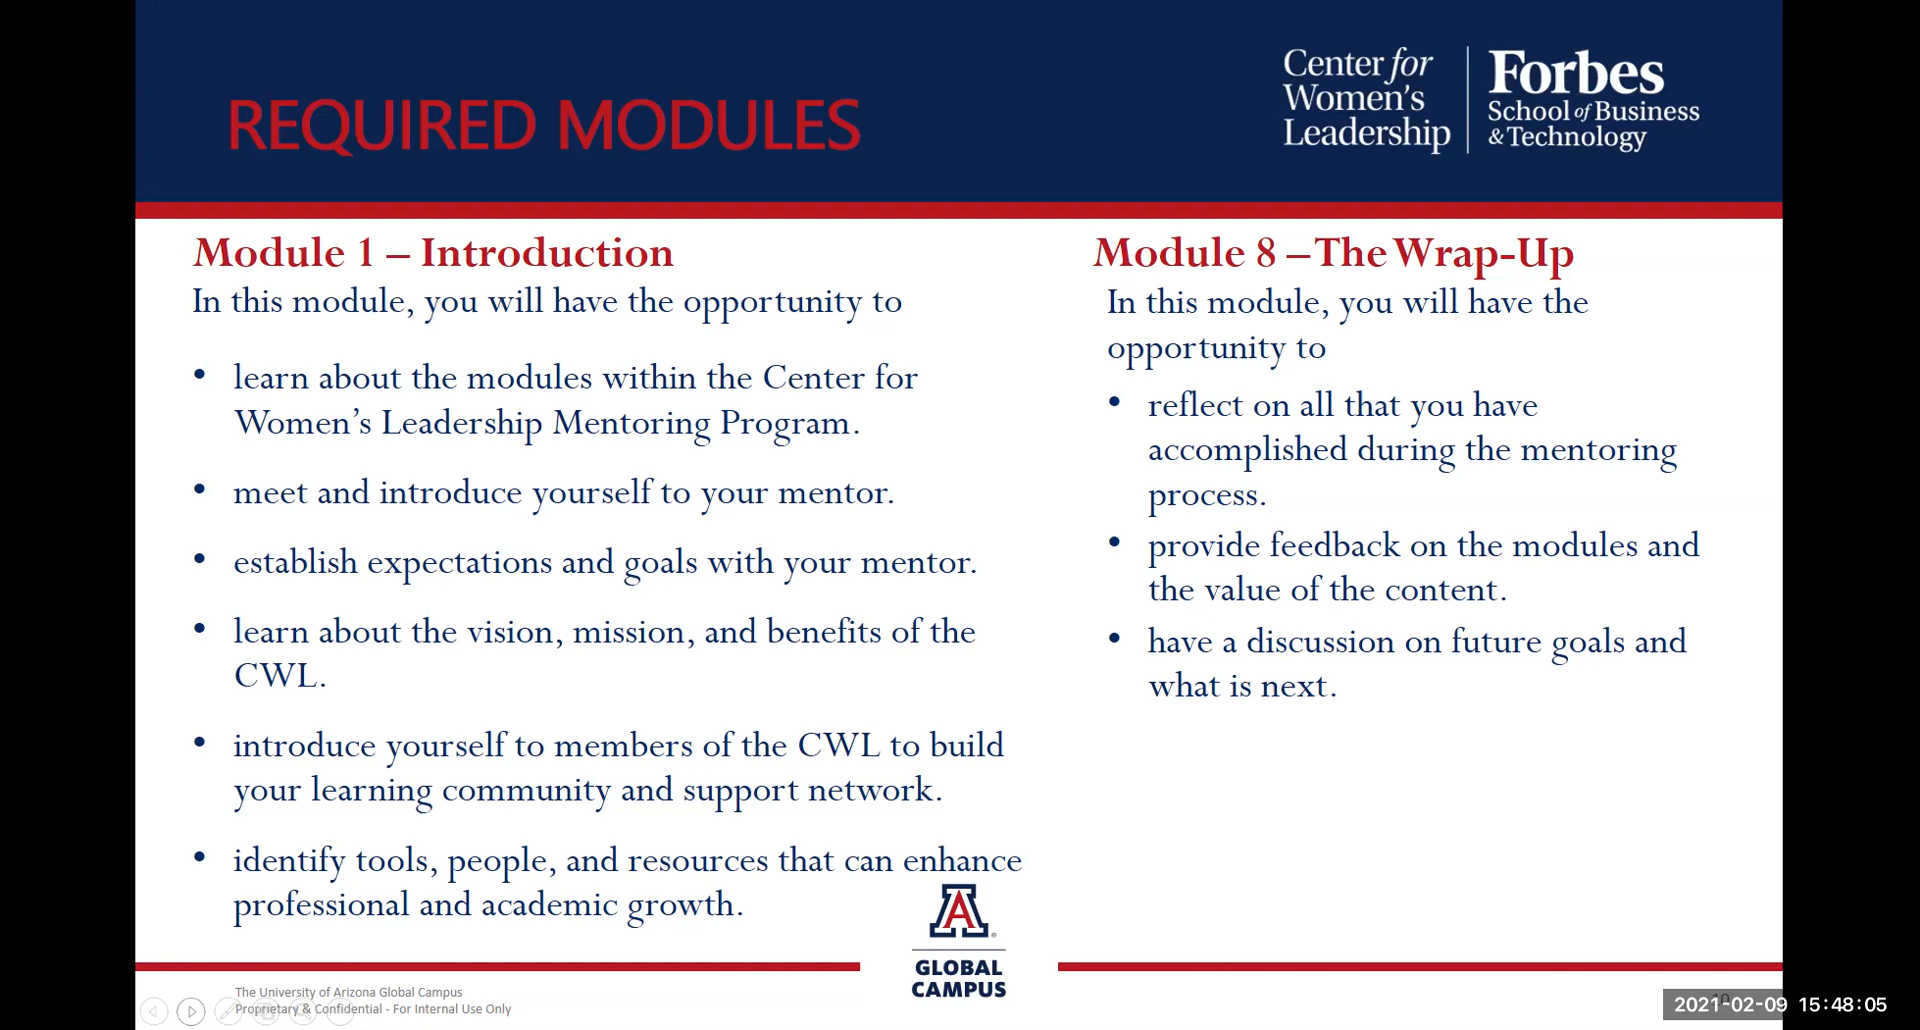 REQUIRED MODULES
Center for
Women's
Leadership
Forbes
School of Business
& Technology
Module 1 – Introduction
In this module, you will have the opportunity to
• learn about the modules within the Center for
Women’s Leadership Mentoring Program.
• meet and introduce yourself to your mentor.
• establish expectations and goals with your mentor.
• learn about the vision, mission, and benefits of the
CWL.
• introduce yourself to members of the CWL to build
your learning community and support network.
• identify tools, people, and resources that can enhance
professional and academic growth.
Module 8 – The Wrap-Up
In this module, you will have the
opportunity to
• reflect on all that you have
accomplished during the mentoring
process.
• provide feedback on the modules and
the value of the content.
• have a discussion on future goals and
what is next.
A
GLOBAL
CAMPUS
The University of Arizona Global Campus
Proprietary & Confidential - For Internal Use Only
2021-02-09 15:48:05